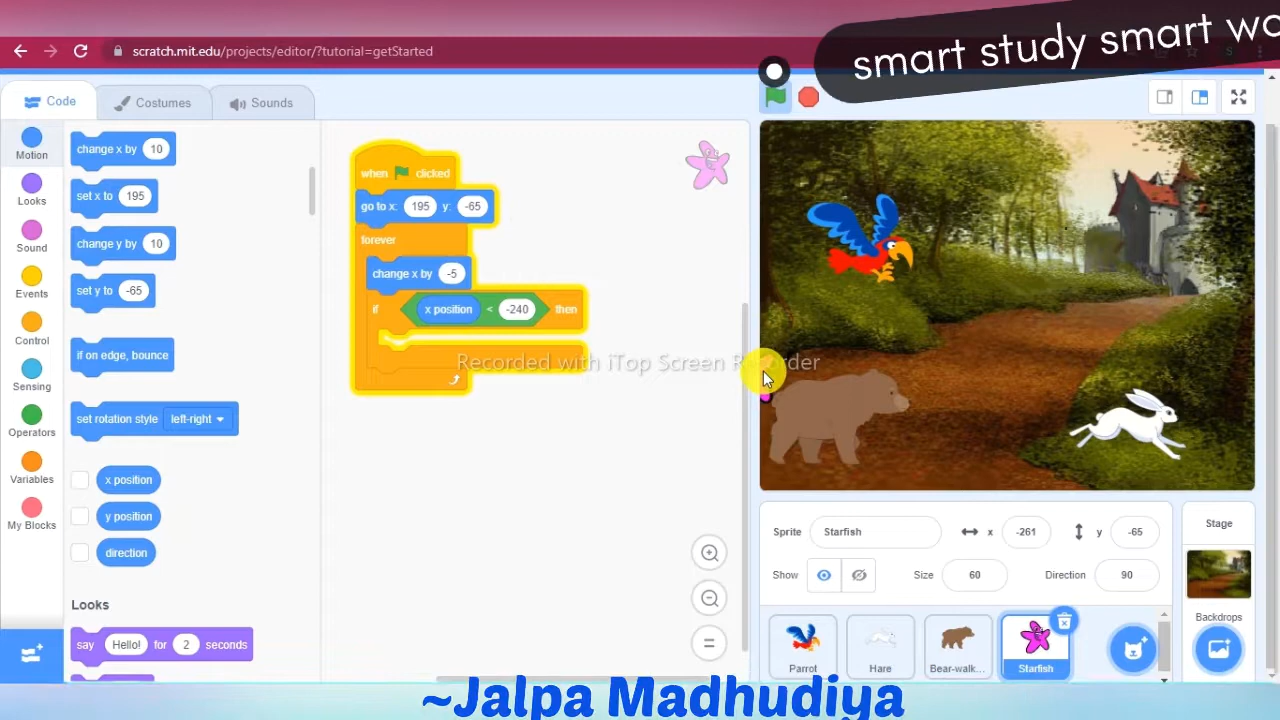 smart study smart wo
scratch.mit.edu/projects/editor/?tutorial=getStarted
Code
Costumes
Sounds
Motion
Looks
Sound
Events
Control
Sensing
Operators
Variables
My Blocks
change x by 10
set x to 195
change y by 10
set y to -65
if on edge, bounce
set rotation style left-right
x position
y position
direction
Looks
say Hello! for 2 seconds
when clicked
go to x: 195 y: -65
forever
change x by -5
if x position < -240 then
Recorded with iTop Screen Recorder
Sprite Starfish x -261 y -65
Show Size 60 Direction 90
Parrot Hare Bear-walk... Starfish
Stage
Backdrops
~Jalpa Madhudiya